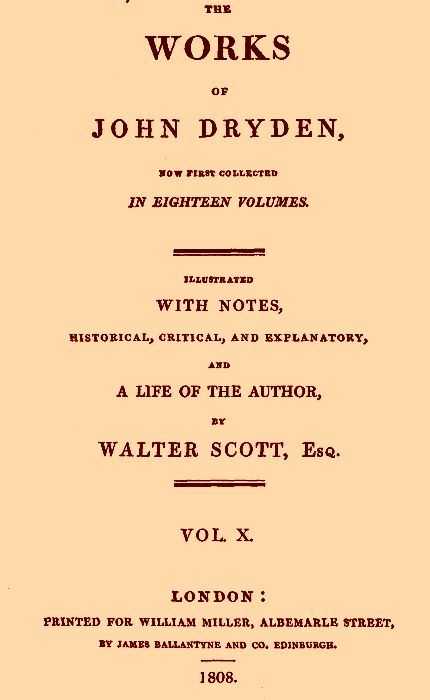 THE
WORKS
OF
JOHN DRYDEN,
NOW FIRST COLLECTED
IN EIGHTEEN VOLUMES.
ILLUSTRATED
WITH NOTES,
HISTORICAL, CRITICAL, AND EXPLANATORY,
AND
A LIFE OF THE AUTHOR,
BY
WALTER SCOTT, Esq.
VOL. X.
LONDON:
PRINTED FOR WILLIAM MILLER, ALBEMARLE STREET,
BY JAMES BALLANTYNE AND CO. EDINBURGH.
1808.